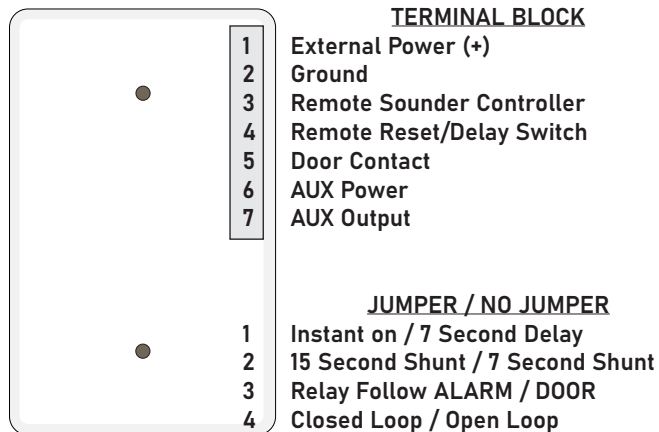 TERMINAL BLOCK
1 External Power (+)
2 Ground
3 Remote Sounder Controller
4 Remote Reset/Delay Switch
5 Door Contact
6 AUX Power
7 AUX Output
JUMPER / NO JUMPER
1 Instant on / 7 Second Delay
2 15 Second Shunt / 7 Second Shunt
3 Relay Follow ALARM / DOOR
4 Closed Loop / Open Loop